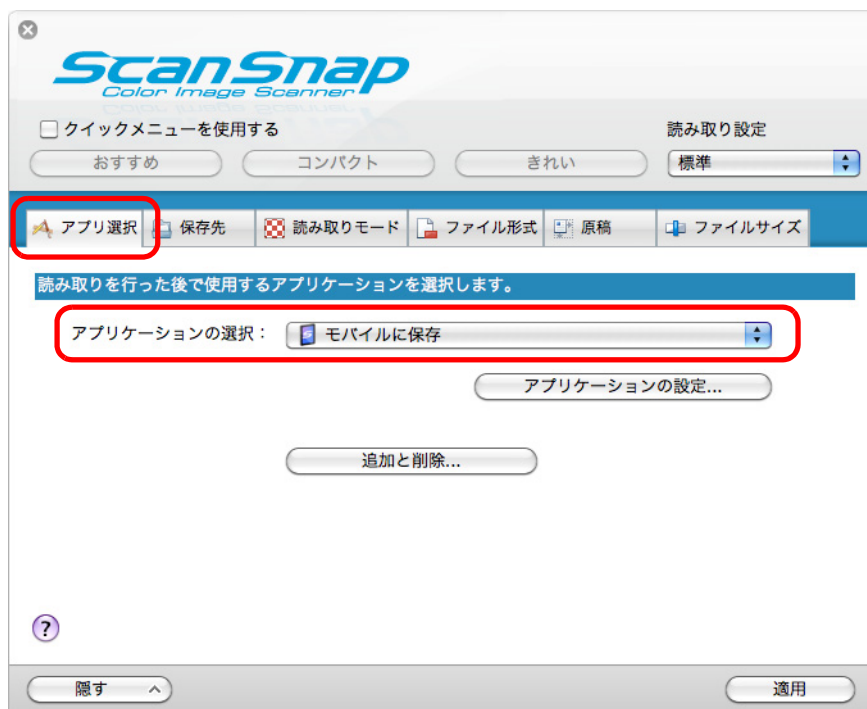 ScanSnap
Color Image Scanner
クイックメニューを使用する
読み取り設定
おすすめ
コンパクト
きれい
標準
アプリ選択
保存先
読み取りモード
ファイル形式
原稿
ファイルサイズ
読み取りを行った後で使用するアプリケーションを選択します。
アプリケーションの選択：
モバイルに保存
アプリケーションの設定...
追加と削除...
?
隠す
適用